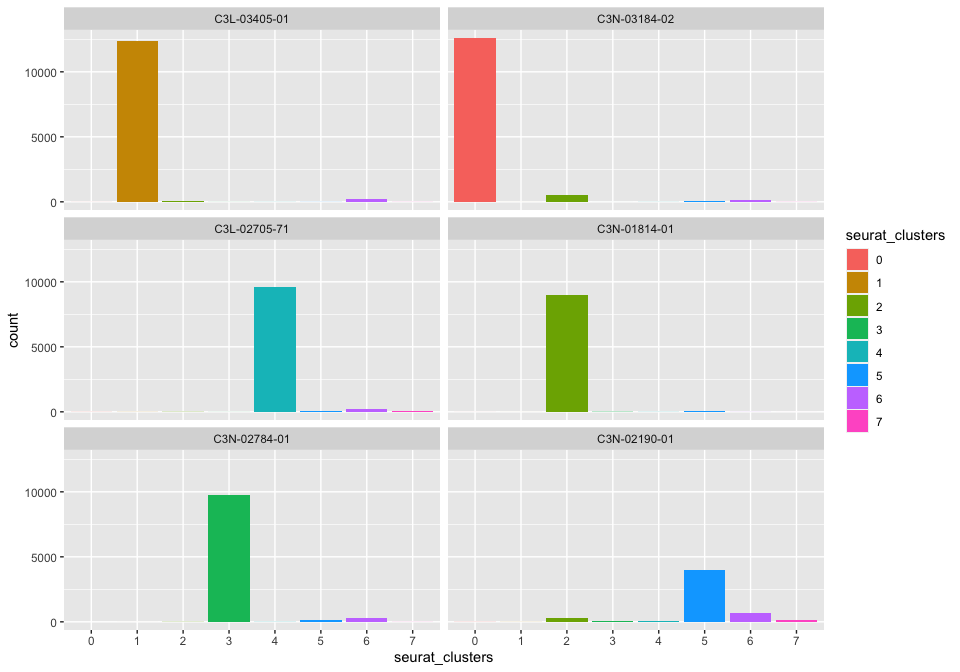 C3L-03405-01
C3N-03184-02
10000
5000
0
C3L-02705-71
C3N-01814-01
10000
5000
0
C3N-02784-01
C3N-02190-01
10000
5000
0
0 1 2 3 4 5 6 7
0 1 2 3 4 5 6 7
seurat_clusters
count
seurat_clusters
0
1
2
3
4
5
6
7